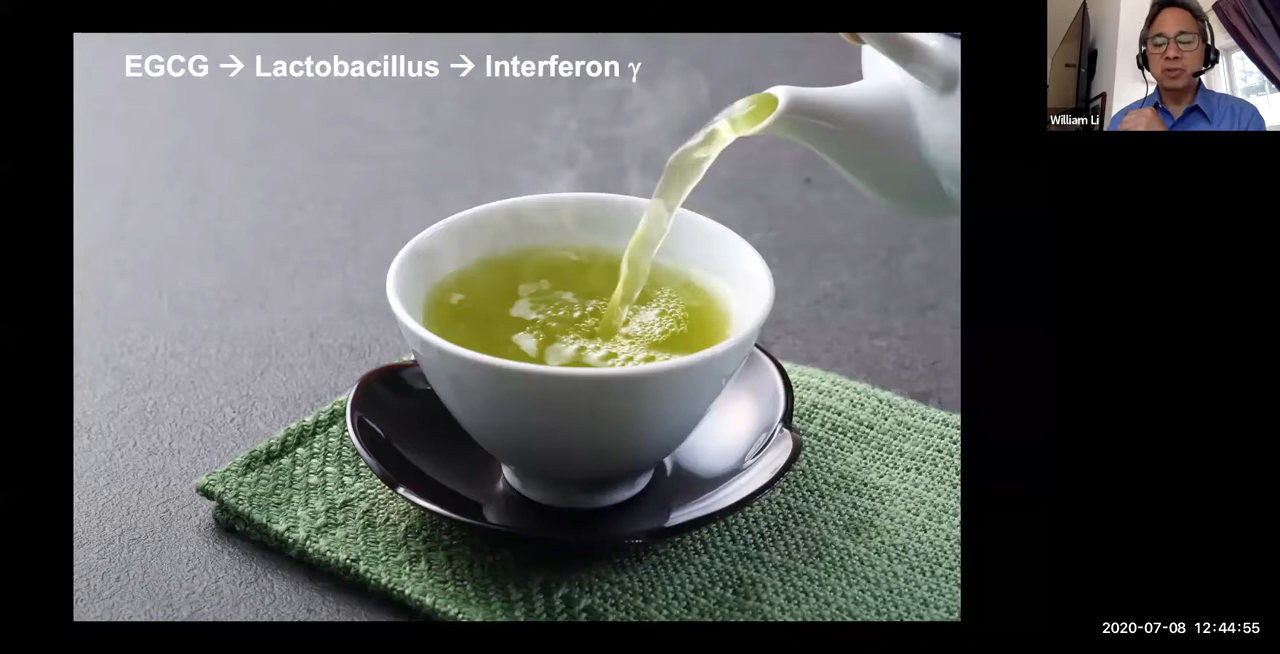 EGCG → Lactobacillus → Interferon γ
William Li
2020-07-08 12:44:55